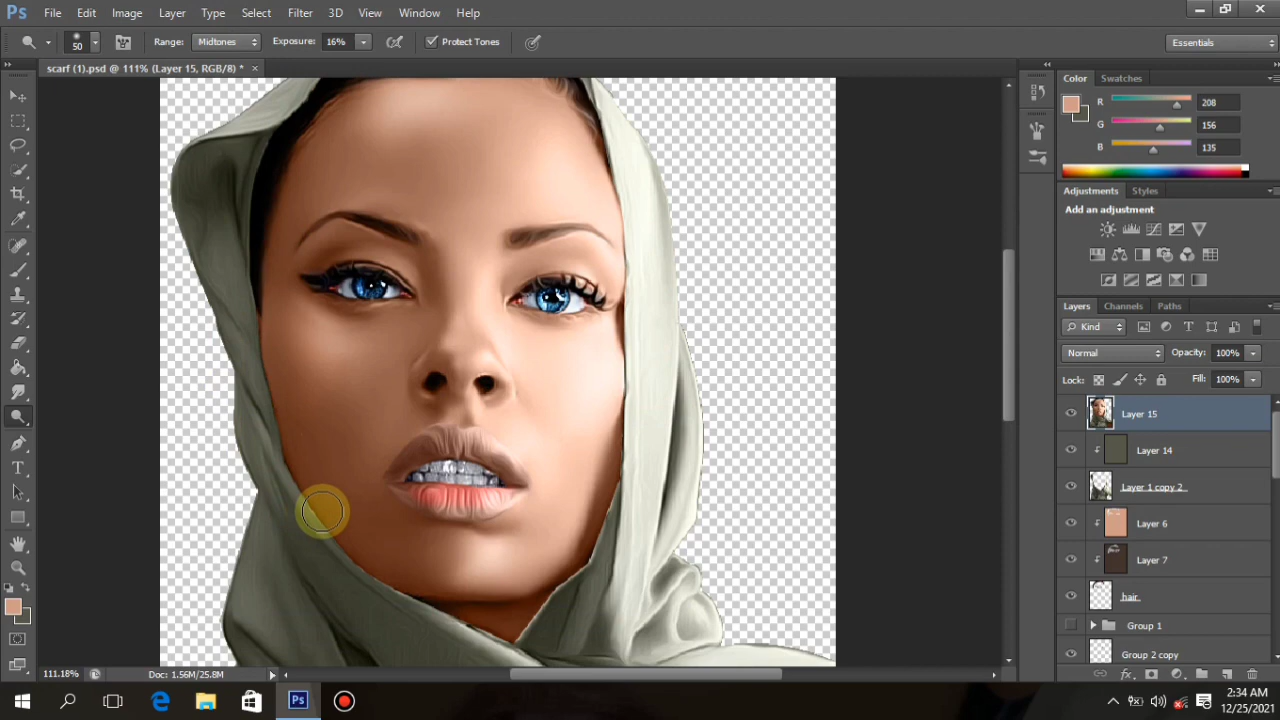 Ps File Edit Image Layer Type Select Filter 3D View Window Help
50 Range: Midtones Exposure: 16% Protect Tones Essentials
scarf (1).psd @ 111% (Layer 15, RGB/8) * ×
Color Swatches
R 208
G 156
B 135
Adjustments Styles
Add an adjustment
Layers Channels Paths
Kind
Normal Opacity: 100%
Lock: Fill: 100%
Layer 15
Layer 14
Layer 1 copy 2
Layer 6
Layer 7
hair
Group 1
Group 2 copy
111.18% Doc: 1.56M/25.8M
Ps 2:34 AM
12/25/2021